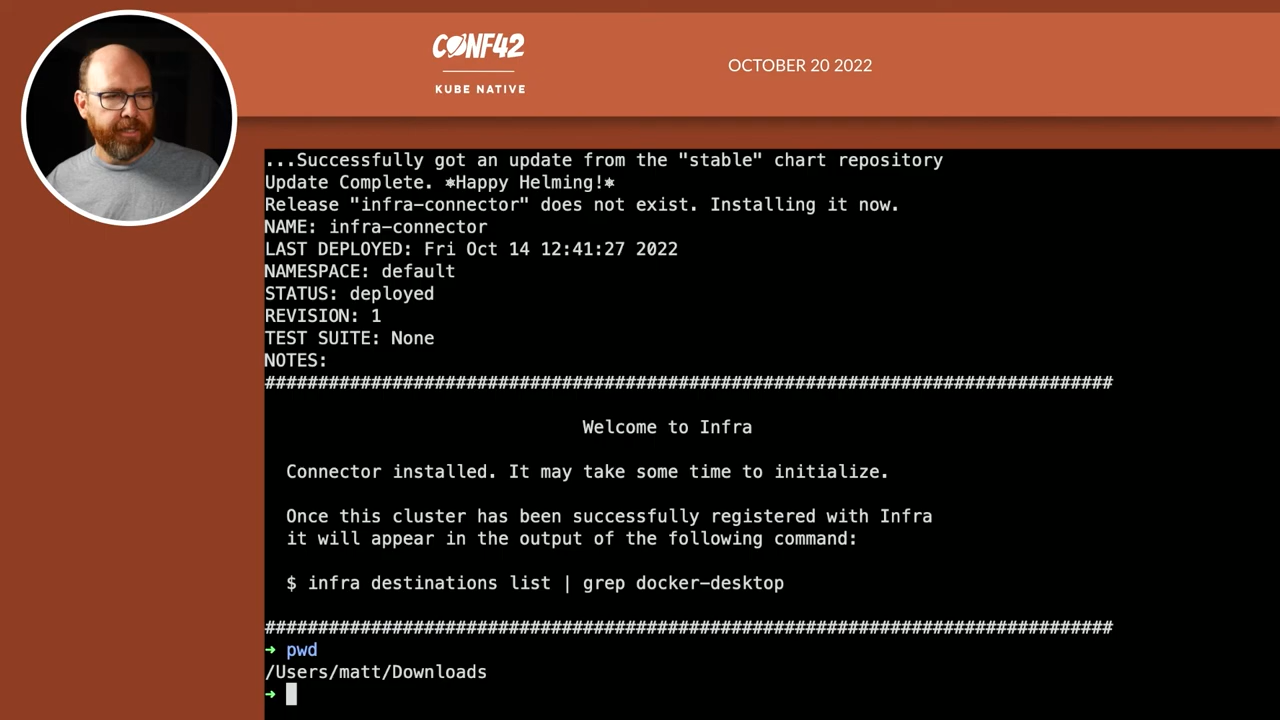 CONF42
KUBE NATIVE
OCTOBER 20 2022
...Successfully got an update from the "stable" chart repository
Update Complete. ⎈Happy Helming!⎈
Release "infra-connector" does not exist. Installing it now.
NAME: infra-connector
LAST DEPLOYED: Fri Oct 14 12:41:27 2022
NAMESPACE: default
STATUS: deployed
REVISION: 1
TEST SUITE: None
NOTES:
################################################################################
Welcome to Infra
Connector installed. It may take some time to initialize.
Once this cluster has been successfully registered with Infra
it will appear in the output of the following command:
$ infra destinations list | grep docker-desktop
################################################################################
➜ pwd
/Users/matt/Downloads
➜